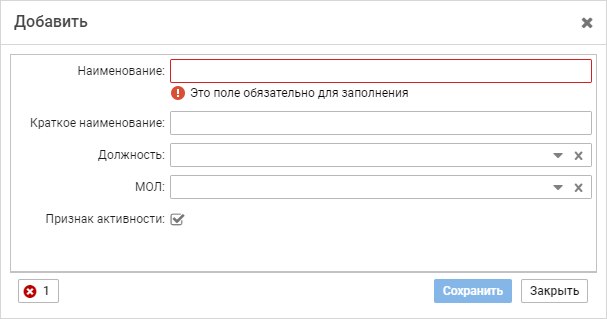 Добавить
Наименование:
Это поле обязательно для заполнения
Краткое наименование:
Должность:
МОЛ:
Признак активности:
1 Сохранить Закрыть